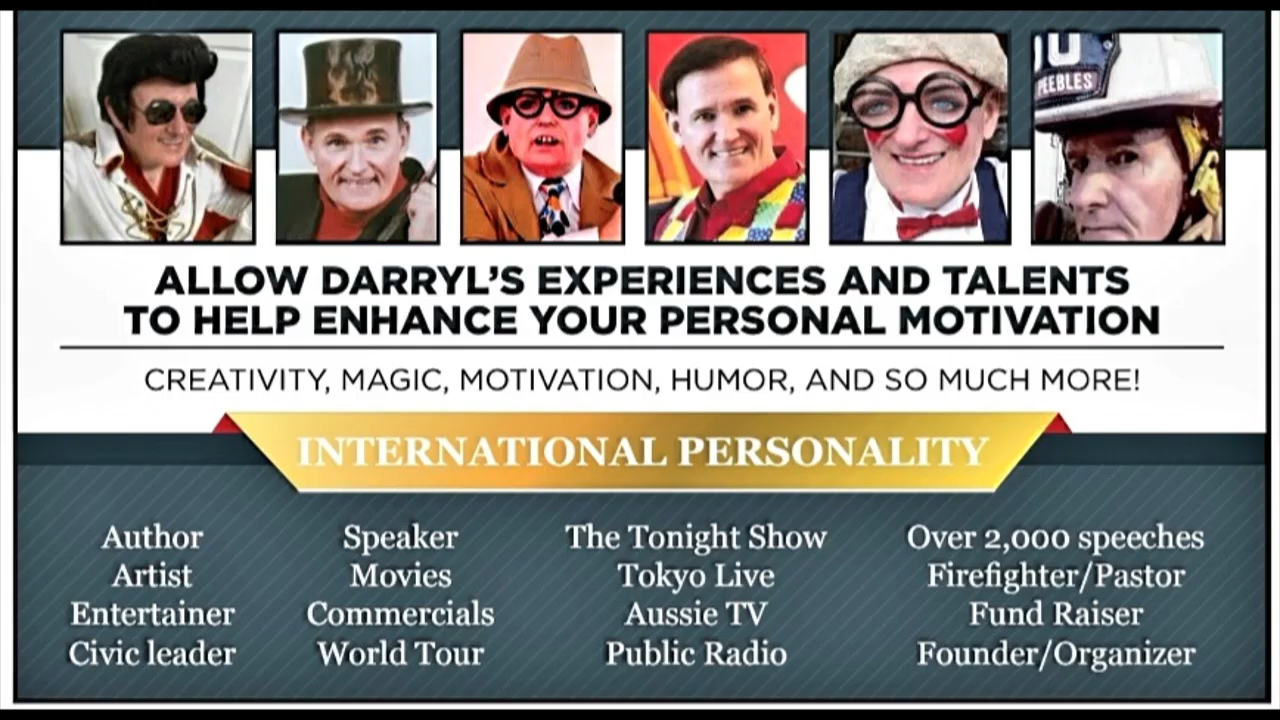 PEEBLES
ALLOW DARRYL'S EXPERIENCES AND TALENTS
TO HELP ENHANCE YOUR PERSONAL MOTIVATION
CREATIVITY, MAGIC, MOTIVATION, HUMOR, AND SO MUCH MORE!
INTERNATIONAL PERSONALITY
Author
Artist
Entertainer
Civic leader
Speaker
Movies
Commercials
World Tour
The Tonight Show
Tokyo Live
Aussie TV
Public Radio
Over 2,000 speeches
Firefighter/Pastor
Fund Raiser
Founder/Organizer